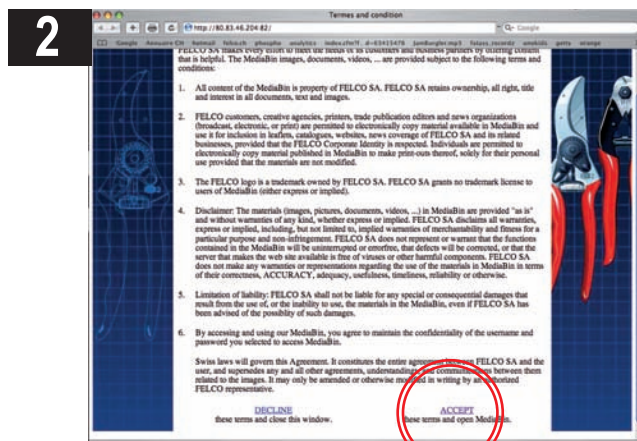 2
Termes and condition
http://80.83.46.204:82/
Google
Google Annuaire CH hotmail felco.ch phospho analytics
FELCO SA makes every effort to meet the needs of its customers and business partners by offering content
that is helpful. The MediaBin images, documents, videos, ... are provided subject to the following terms and
conditions:
1. All content of the MediaBin is property of FELCO SA. FELCO SA retains ownership, all right, title
and interest in all documents, text and images.
2. FELCO customers, creative agencies, printers, trade publication editors and news organizations
(broadcast, electronic, or print) are permitted to electronically copy material available in MediaBin and
use it for inclusion in leaflets, catalogues, websites, news coverage of FELCO SA and its related
businesses, provided that the FELCO Corporate Identity is respected. Individuals are permitted to
electronically copy material published in MediaBin to make print-outs thereof, solely for their personal
use provided that the materials are not modified.
3. The FELCO logo is a trademark owned by FELCO SA. FELCO SA grants no trademark license to
users of MediaBin (either express or implied).
4. Disclaimer: The materials (images, pictures, documents, videos, ...) in MediaBin are provided "as is"
and without warranties of any kind, whether express or implied. FELCO SA disclaims all warranties,
express or implied, including, but not limited to, implied warranties of merchantability and fitness for a
particular purpose and non-infringement. FELCO SA does not represent or warrant that the functions
contained in the MediaBin will be uninterrupted or errorfree, that defects will be corrected, or that the
server that makes the web site available is free of viruses or other harmful components. FELCO SA
does not make any warranties or representations regarding the use of the materials in MediaBin in terms
of their correctness, ACCURACY, adequacy, usefulness, timeliness, reliability or otherwise.
5. Limitation of liability: FELCO SA shall not be liable for any special or consequential damages that
result from the use of, or the inability to use, the materials in the MediaBin, even if FELCO SA has
been advised of the possiblity of such damages.
6. By accessing and using our MediaBin, you agree to maintain the confidentiality of the username and
password you selected to access MediaBin.
Swiss laws will govern this Agreement. It constitutes the entire agreement between FELCO SA and the
user, and supersedes any and all other agreements, understandings, and communications between them
related to the images. It may only be amended or otherwise modified in writing by an authorized
FELCO representative.
DECLINE ACCEPT
these terms and close this window. these terms and open MediaBin.